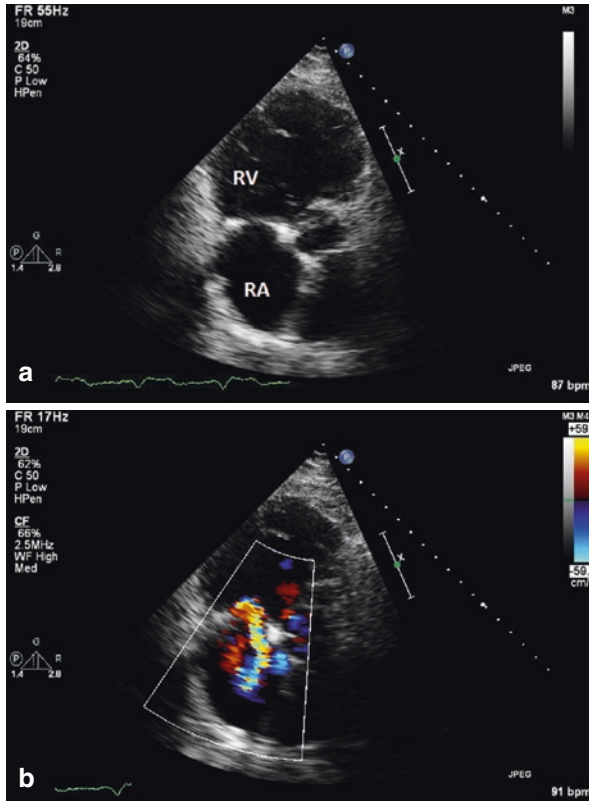 FR 55Hz
19cm
M3
2D
64%
C 50
P Low
HPen
P
RV
G
P R
1.4 2.8
RA
a
JPEG
87 bpm
FR 17Hz
19cm
M3 M4
+59.
2D
62%
C 50
P Low
HPen
P
CF
66%
2.5MHz
WF High
Med
-59.
cm/
G
P R
1.4 2.8
b
JPEG
91 bpm